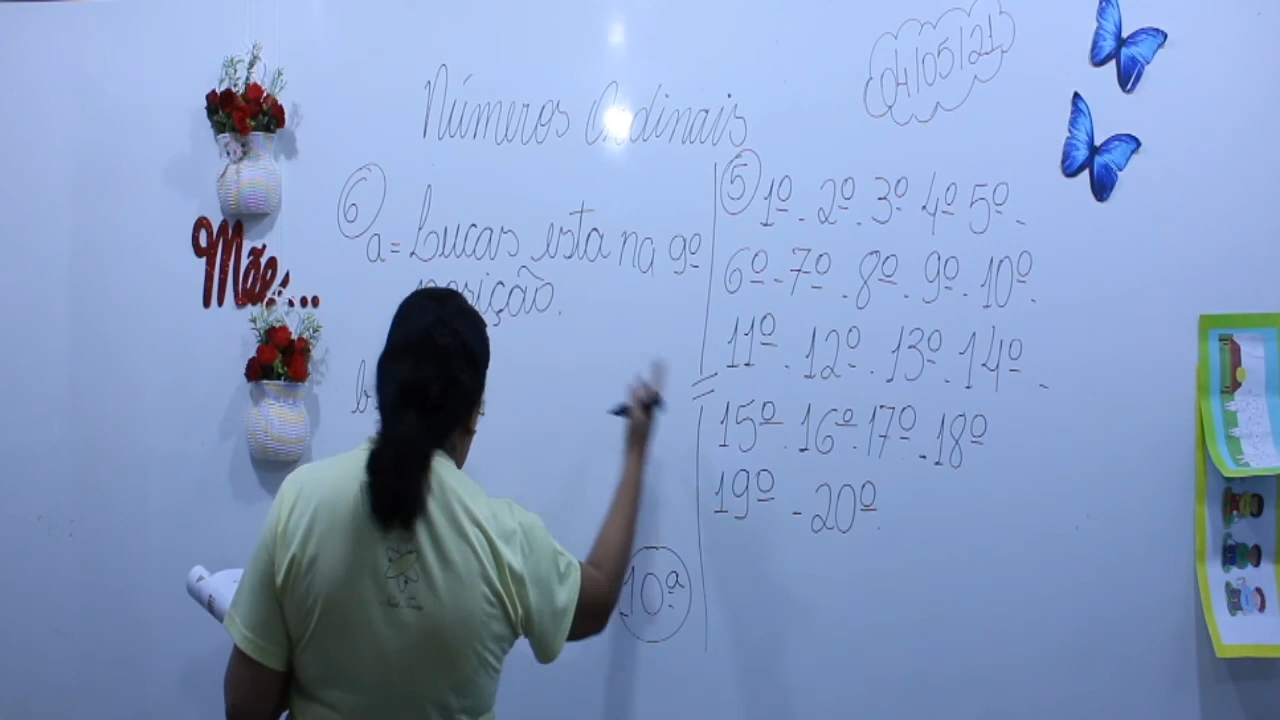 04/05/21
Números Ordinais
Mães...
6
a= Lucas esta na 9º
posição.
b
10ª
5
1º - 2º - 3º 4º 5º -
6º - 7º - 8º - 9º - 10º.
11º - 12º - 13º - 14º -
15º - 16º - 17º - 18º
19º - 20º.